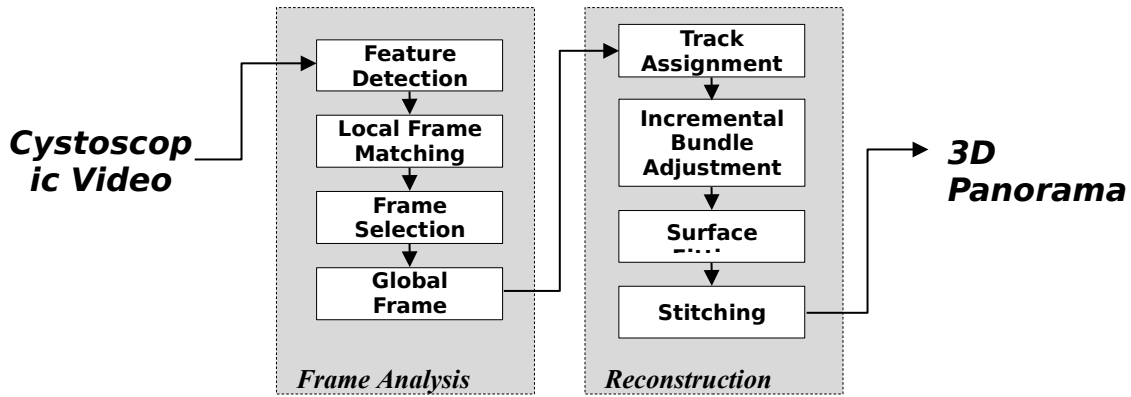 Cystoscop
ic Video
Feature
Detection
Local Frame
Matching
Frame
Selection
Global
Frame
Frame Analysis
Track
Assignment
Incremental
Bundle
Adjustment
Surface
Stitching
Reconstruction
3D
Panorama